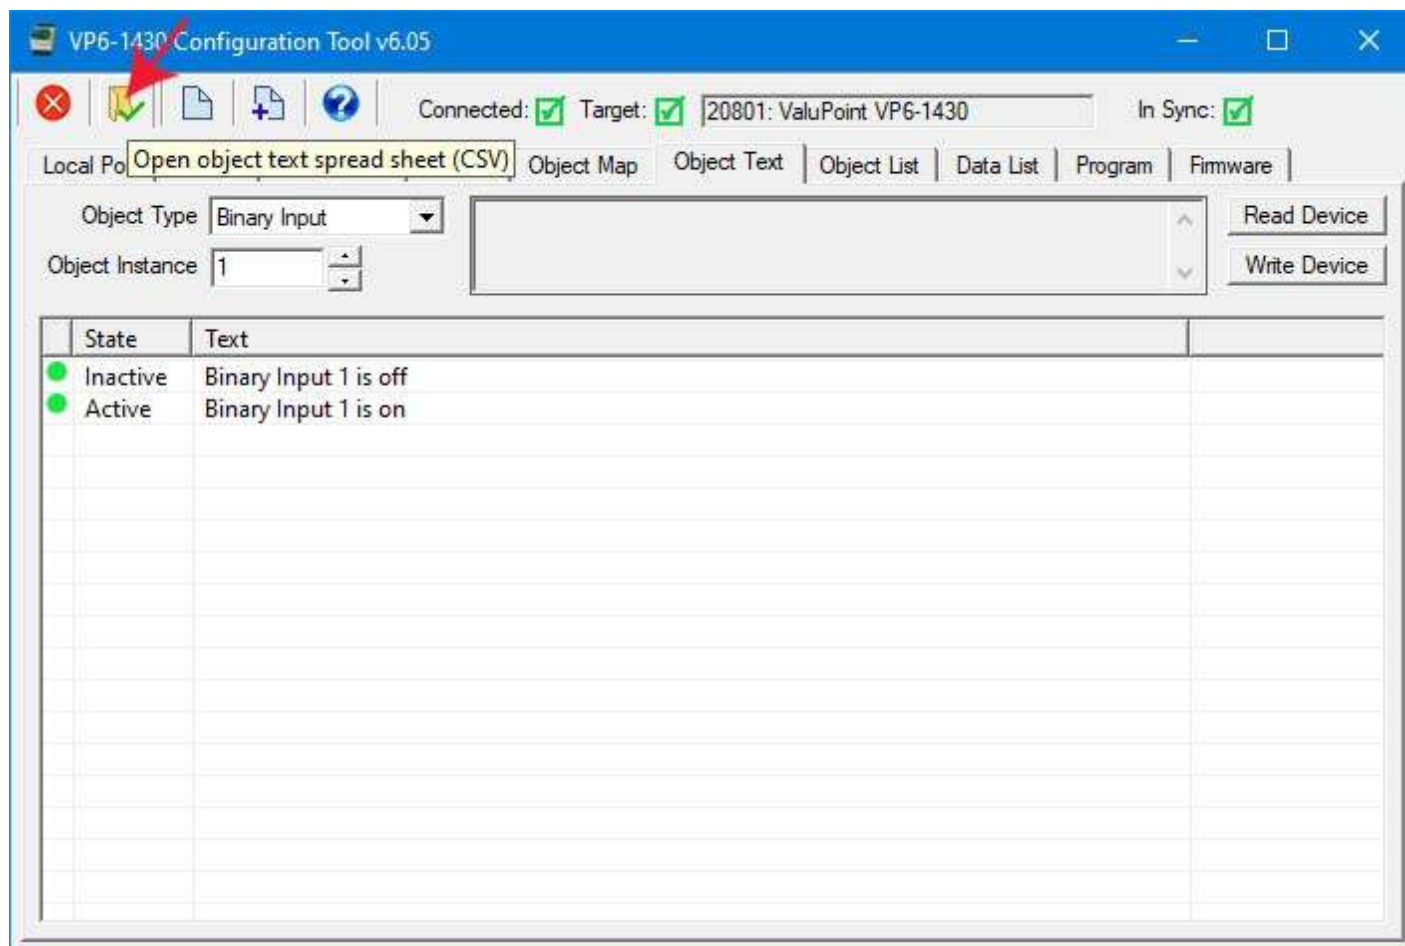 VP6-1430 Configuration Tool v6.05
Connected: Target: 20801: ValuPoint VP6-1430 In Sync:
Open object text spread sheet (CSV)
Local Po Object Map Object Text Object List Data List Program Firmware
Object Type Binary Input Read Device
Object Instance 1 Write Device
State Text
Inactive Binary Input 1 is off
Active Binary Input 1 is on